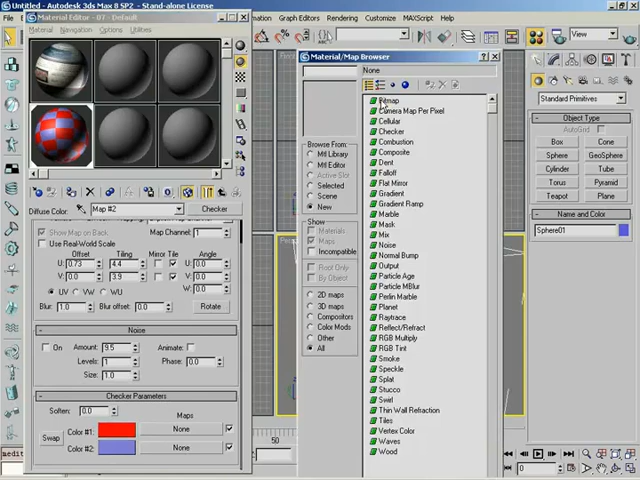 Untitled - Autodesk 3ds Max 8 SP2 - Stand-alone License
Material Editor - 07 - Default
Material Navigation Options Utilities
Animation Graph Editors Rendering Customize MAXScript Help
View
Diffuse Color: Map #2 Checker
Show Map on Back Map Channel: 1
Use Real-World Scale
Offset Tiling Mirror Tile Angle
U: 0.73 4.4 U: 0.0
V: 0.0 3.9 V: 0.0
W: 0.0
UV VW WU
Blur: 1.0 Blur offset: 0.0 Rotate
Noise
On Amount: 9.5 Animate:
Levels: 1 Phase: 0.0
Size: 1.0
Checker Parameters
Soften: 0.0 Maps
Swap Color #1: None
Color #2: None
Material/Map Browser
None
Browse From:
Mtl Library
Mtl Editor
Active Slot
Selected
Scene
New
Show
Materials
Maps
Incompatible
Root Only
By Object
2D maps
3D maps
Compositors
Color Mods
Other
All
Bitmap
Camera Map Per Pixel
Cellular
Checker
Combustion
Composite
Dent
Falloff
Flat Mirror
Gradient
Gradient Ramp
Marble
Mask
Mix
Noise
Normal Bump
Output
Particle Age
Particle MBlur
Perlin Marble
Planet
Raytrace
Reflect/Refract
RGB Multiply
RGB Tint
Smoke
Speckle
Splat
Stucco
Swirl
Thin Wall Refraction
Tiles
Vertex Color
Waves
Wood
Standard Primitives
Object Type
AutoGrid
Box Cone
Sphere GeoSphere
Cylinder Tube
Torus Pyramid
Teapot Plane
Name and Color
Sphere01
50
0